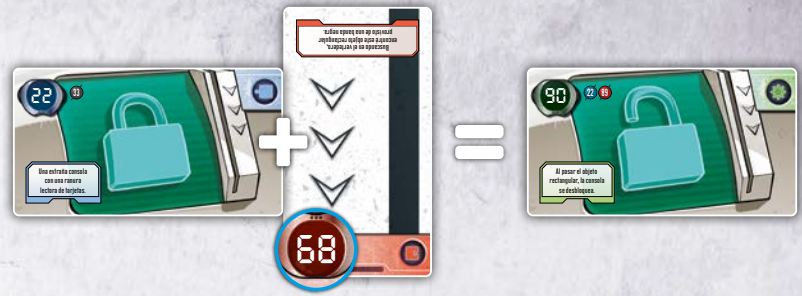 22 33
Una extraña consola
con una ranura
lectora de tarjetas.
+
Buscando en el vertedero,
encontré este objeto rectangular
provisto de una banda negra.
68
=
90 22 89
Al pasar el objeto
rectangular, la consola
se desbloquea.